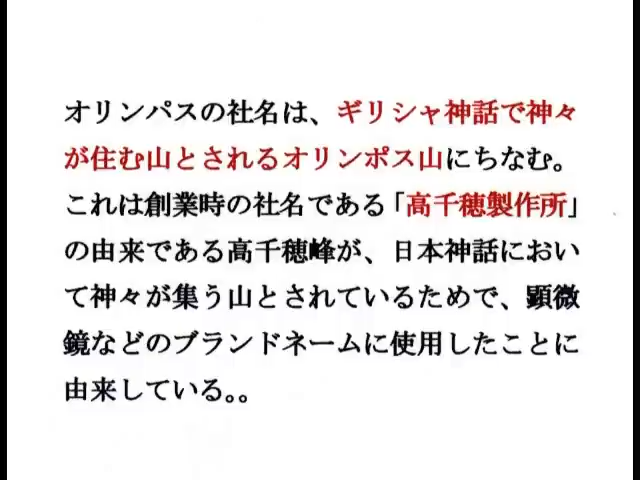 オリンパスの社名は、ギリシャ神話で神々
が住む山とされるオリンポス山にちなむ。
これは創業時の社名である「高千穂製作所」
の由来である高千穂峰が、日本神話におい
て神々が集う山とされているためで、顕微
鏡などのブランドネームに使用したことに
由来している。。